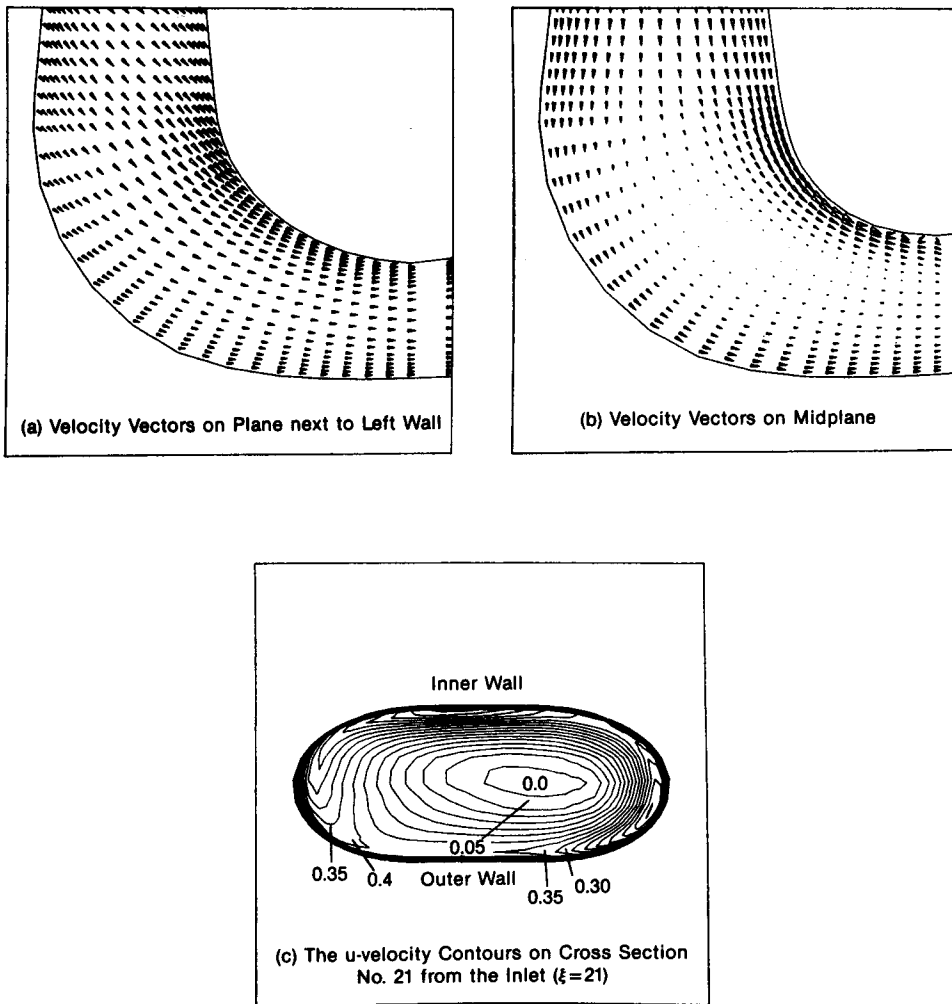 (a) Velocity Vectors on Plane next to Left Wall
(b) Velocity Vectors on Midplane
Inner Wall
0.0
0.05
0.35
0.4
Outer Wall
0.35
0.30
(c) The u-velocity Contours on Cross Section
No. 21 from the Inlet (ξ=21)